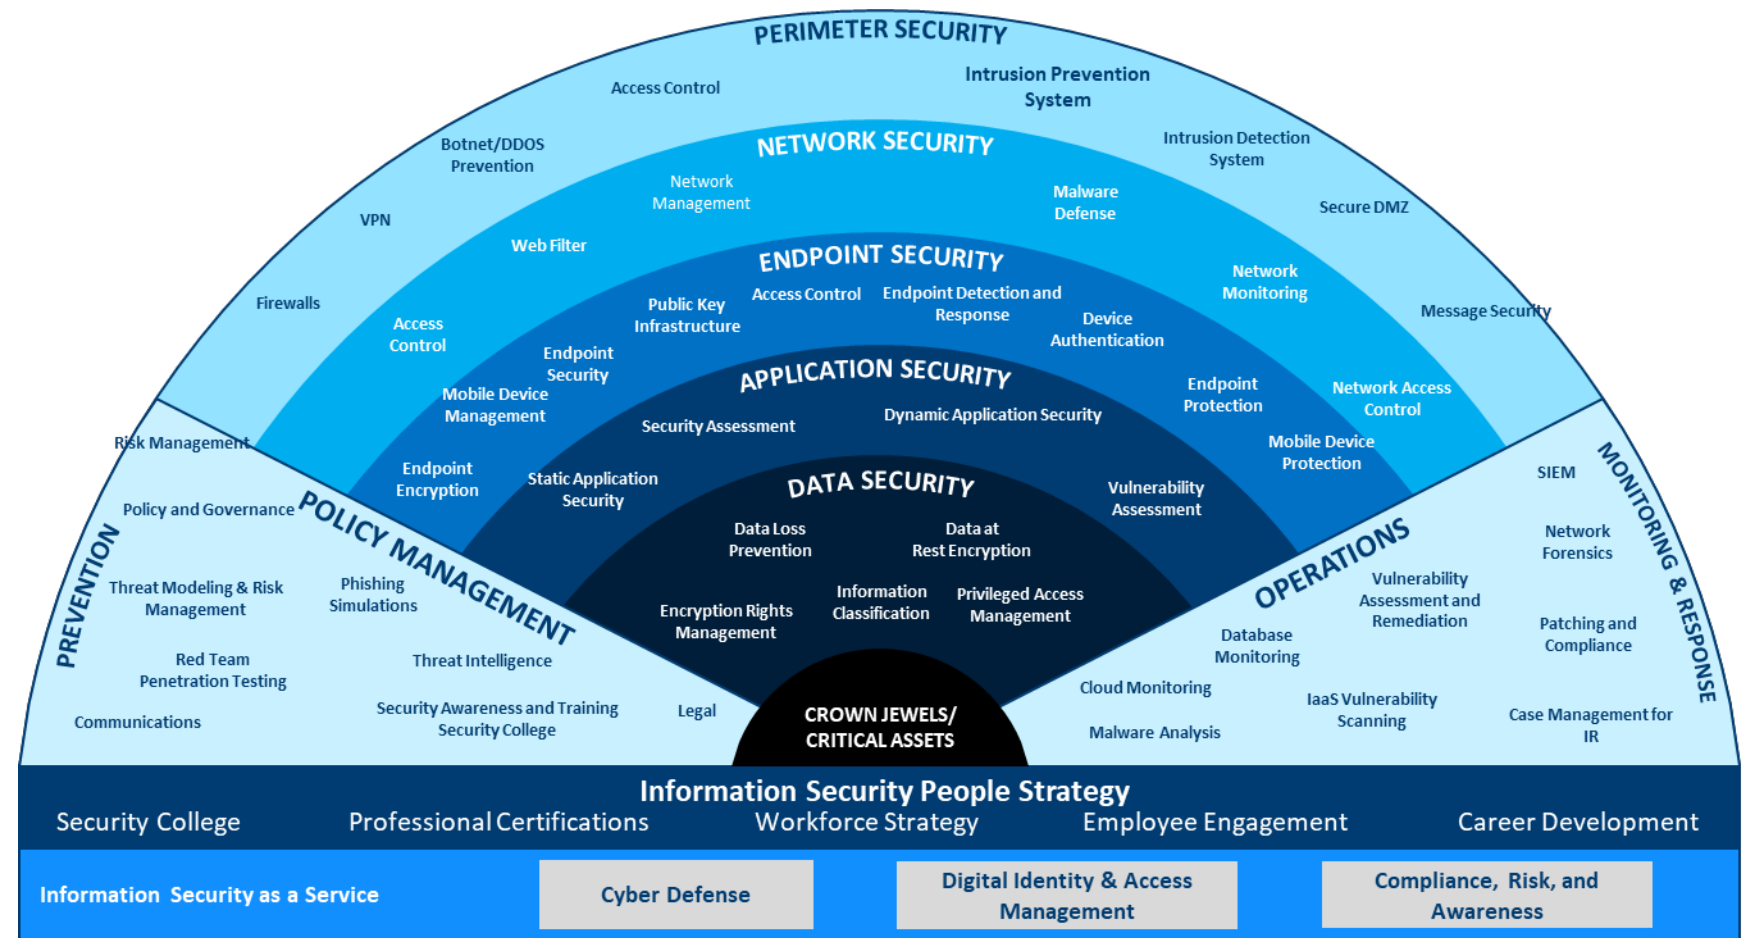 PERIMETER SECURITY
Access Control
Intrusion Prevention
System
Botnet/DDOS
Prevention
Intrusion Detection
System
VPN
Secure DMZ
Firewalls
Message Security
NETWORK SECURITY
Network
Management
Malware
Defense
Web Filter
Network
Monitoring
Access
Control
Network Access
Control
ENDPOINT SECURITY
Access Control
Endpoint Detection and
Response
Public Key
Infrastructure
Device
Authentication
Endpoint
Security
Mobile Device
Management
Endpoint
Protection
Endpoint
Encryption
Mobile Device
Protection
APPLICATION SECURITY
Security Assessment
Dynamic Application Security
Static Application
Security
Vulnerability
Assessment
DATA SECURITY
Data Loss
Prevention
Data at
Rest Encryption
Encryption Rights
Management
Information
Classification
Privileged Access
Management
CROWN JEWELS/
CRITICAL ASSETS
PREVENTION
POLICY MANAGEMENT
Risk Management
Policy and Governance
Threat Modeling & Risk
Management
Phishing
Simulations
Red Team
Penetration Testing
Threat Intelligence
Communications
Security Awareness and Training
Security College
Legal
OPERATIONS
MONITORING & RESPONSE
SIEM
Network
Forensics
Vulnerability
Assessment and
Remediation
Patching and
Compliance
Database
Monitoring
Cloud Monitoring
IaaS Vulnerability
Scanning
Case Management for
IR
Malware Analysis
Information Security People Strategy
Security College
Professional Certifications
Workforce Strategy
Employee Engagement
Career Development
Information Security as a Service
Cyber Defense
Digital Identity & Access
Management
Compliance, Risk, and
Awareness